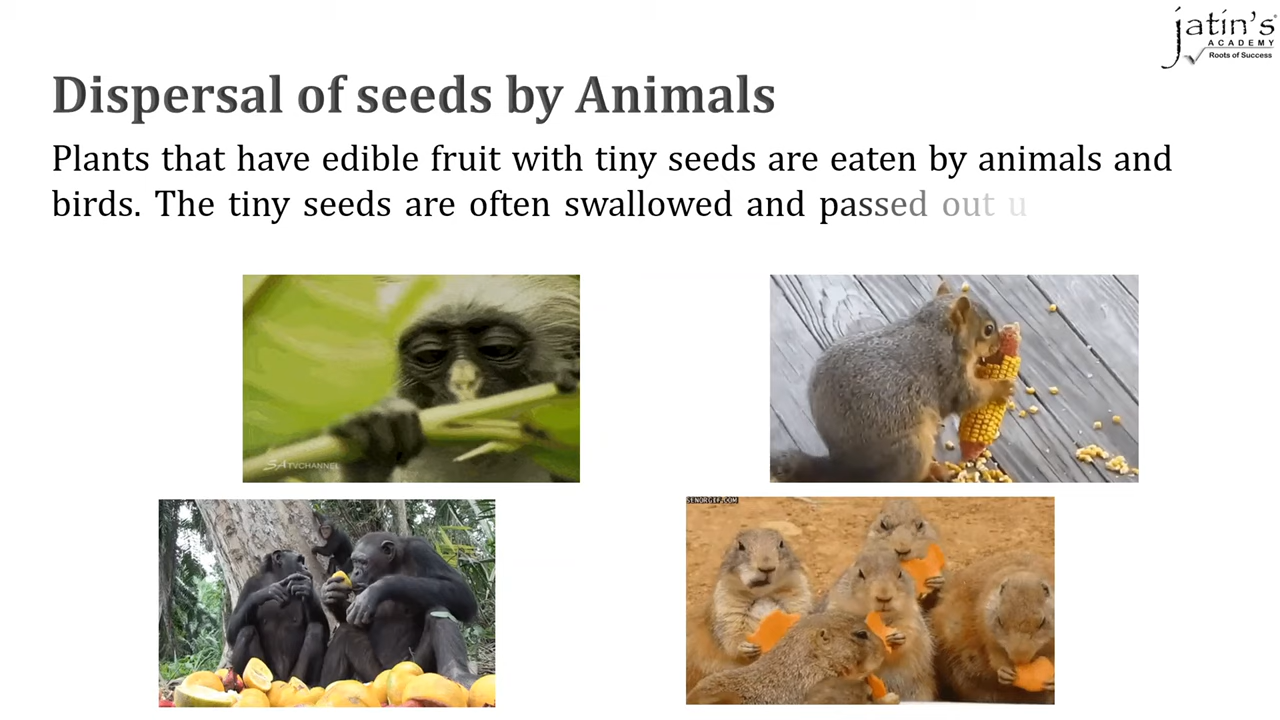 jatin's
ACADEMY
Roots of Success
Dispersal of seeds by Animals
Plants that have edible fruit with tiny seeds are eaten by animals and
birds. The tiny seeds are often swallowed and passed out u
SATVCHANNEL
SENORGIF.COM